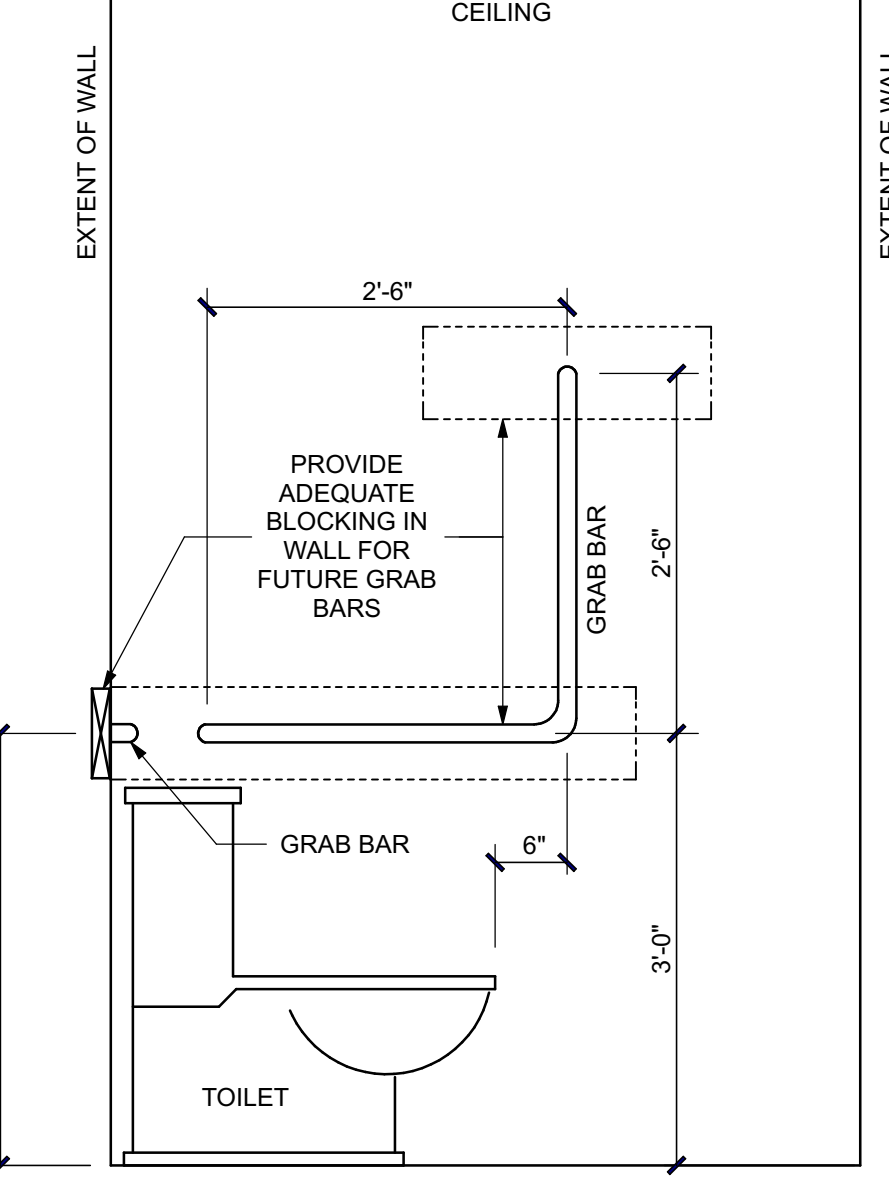 CEILING
EXTENT OF WALL
EXTENT OF WALL
2'-6"
PROVIDE
ADEQUATE
BLOCKING IN
WALL FOR
FUTURE GRAB
BARS
GRAB BAR
2'-6"
GRAB BAR
6"
3'-0"
TOILET